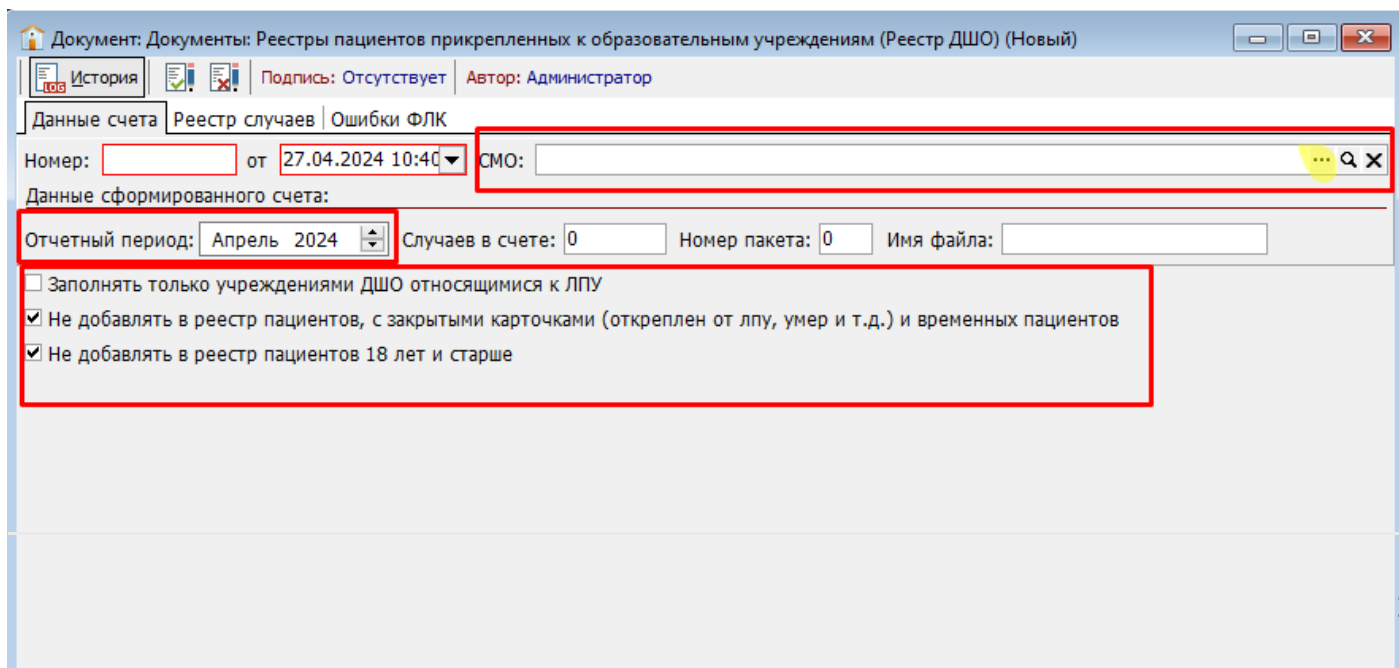 Документ: Документы: Реестры пациентов прикрепленных к образовательным учреждениям (Реестр ДШО) (Новый)
LOG История Подпись: Отсутствует Автор: Администратор
Данные счета Реестр случаев Ошибки ФЛК
Номер: от 27.04.2024 10:40 СМО:
Данные сформированного счета:
Отчетный период: Апрель 2024 Случаев в счете: 0 Номер пакета: 0 Имя файла:
Заполнять только учреждениями ДШО относящимися к ЛПУ
Не добавлять в реестр пациентов, с закрытыми карточками (откреплен от лпу, умер и т.д.) и временных пациентов
Не добавлять в реестр пациентов 18 лет и старше